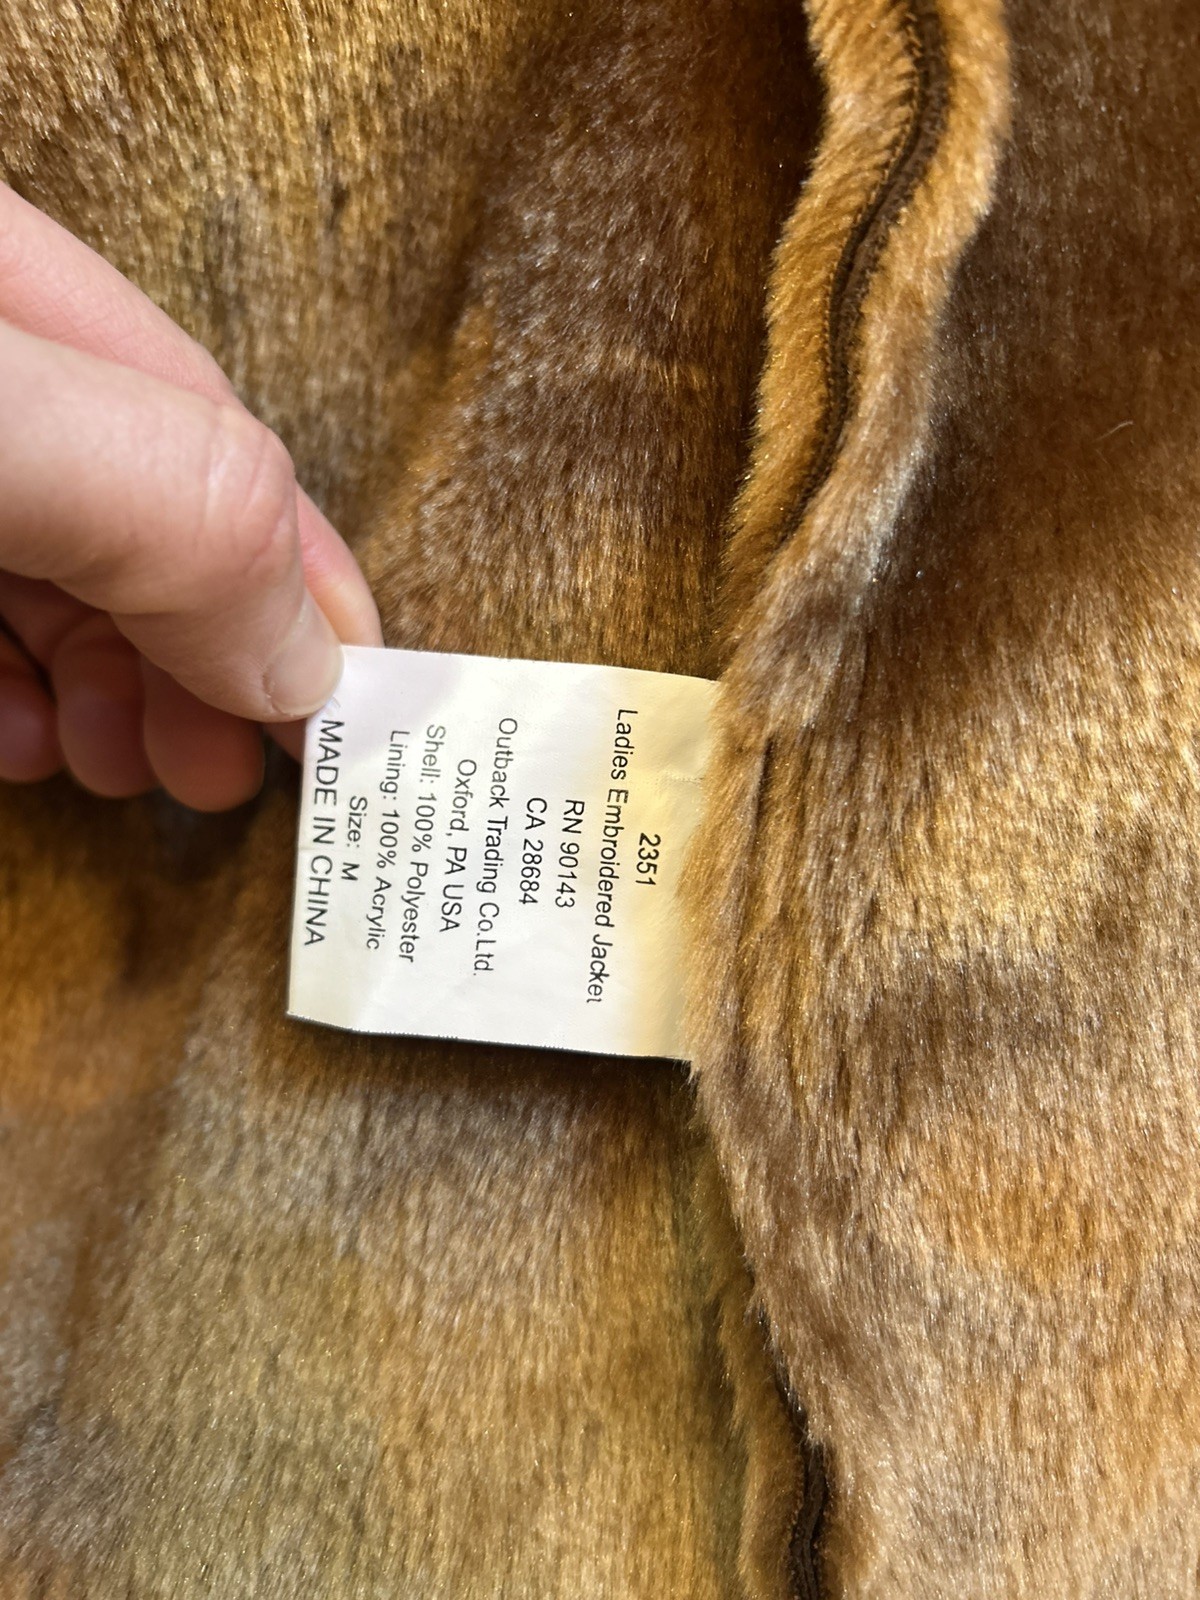 2351
Ladies Embroidered Jacket
RN 90143
CA 28684
Outback Trading Co.Ltd.
Oxford, PA USA
Shell: 100% Polyester
Lining: 100% Acrylic
Size: M
MADE IN CHINA